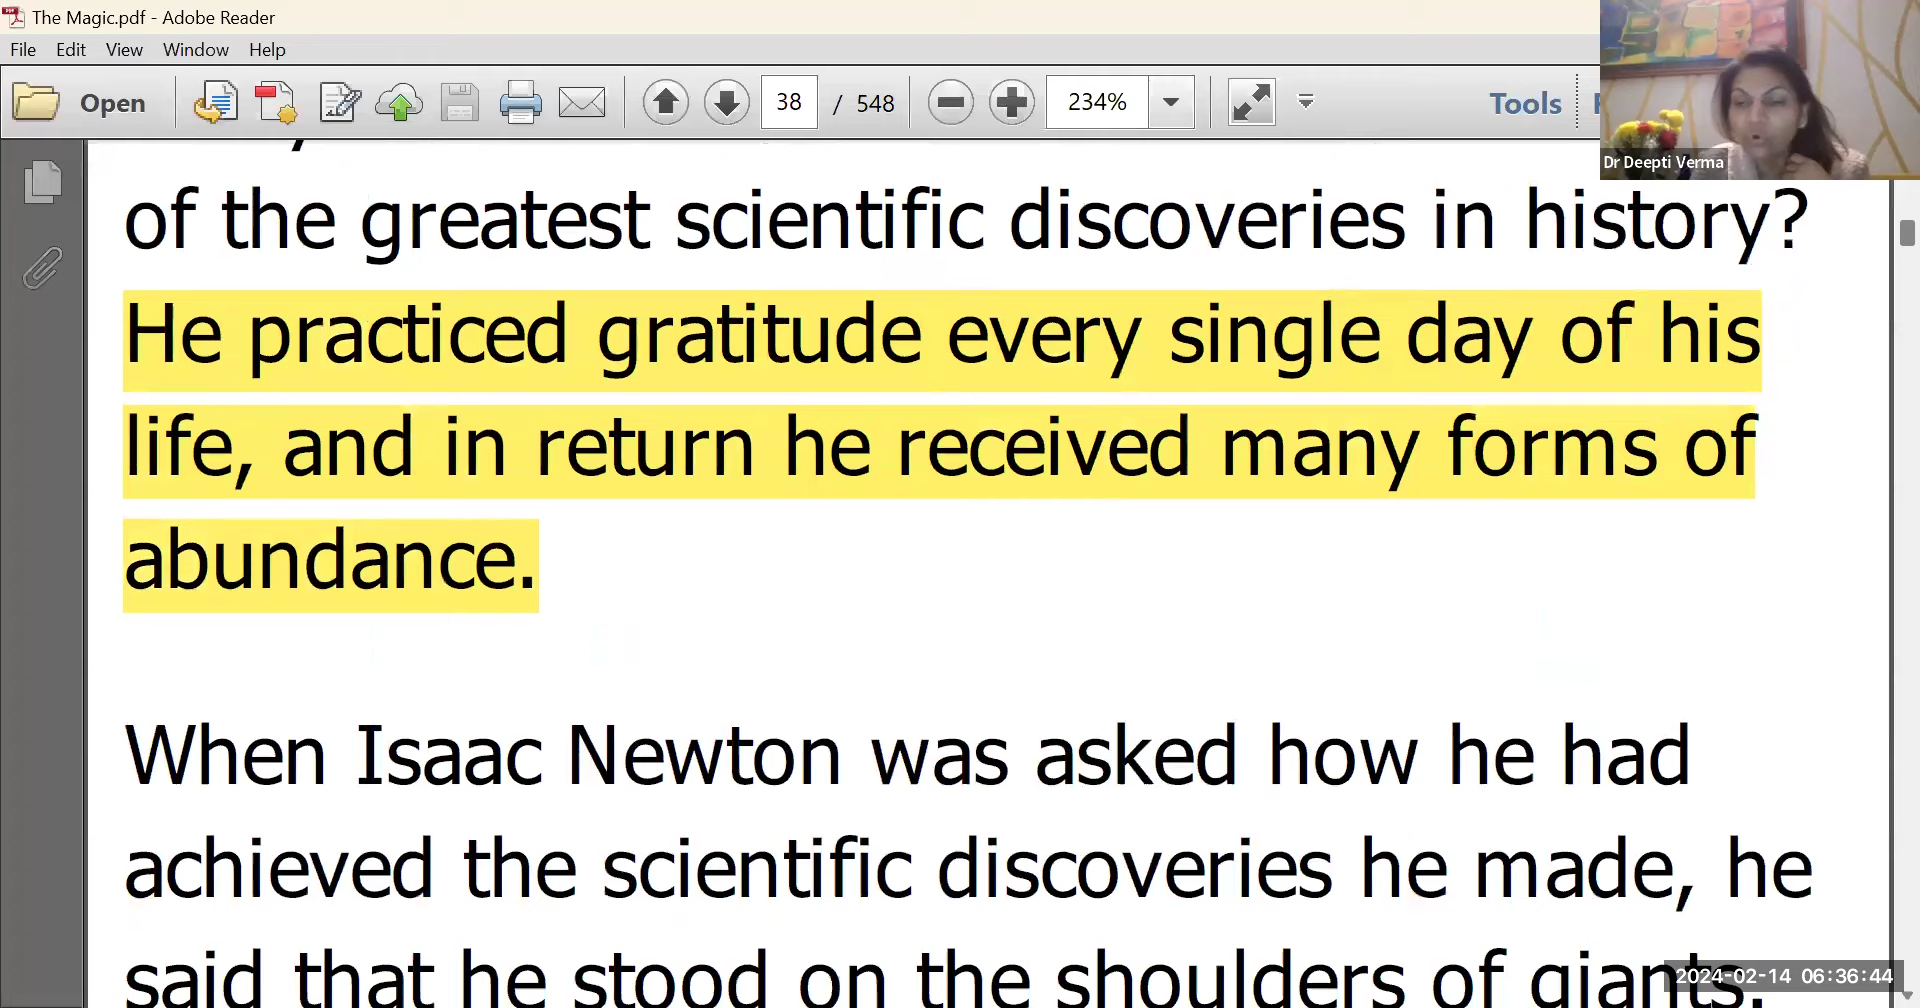 The Magic.pdf - Adobe Reader
File Edit View Window Help
Open 38 / 548 234% Tools
Dr Deepti Verma
of the greatest scientific discoveries in history?
He practiced gratitude every single day of his
life, and in return he received many forms of
abundance.
When Isaac Newton was asked how he had
achieved the scientific discoveries he made, he
said that he stood on the shoulders of giants.
2024-02-14 06:36:44